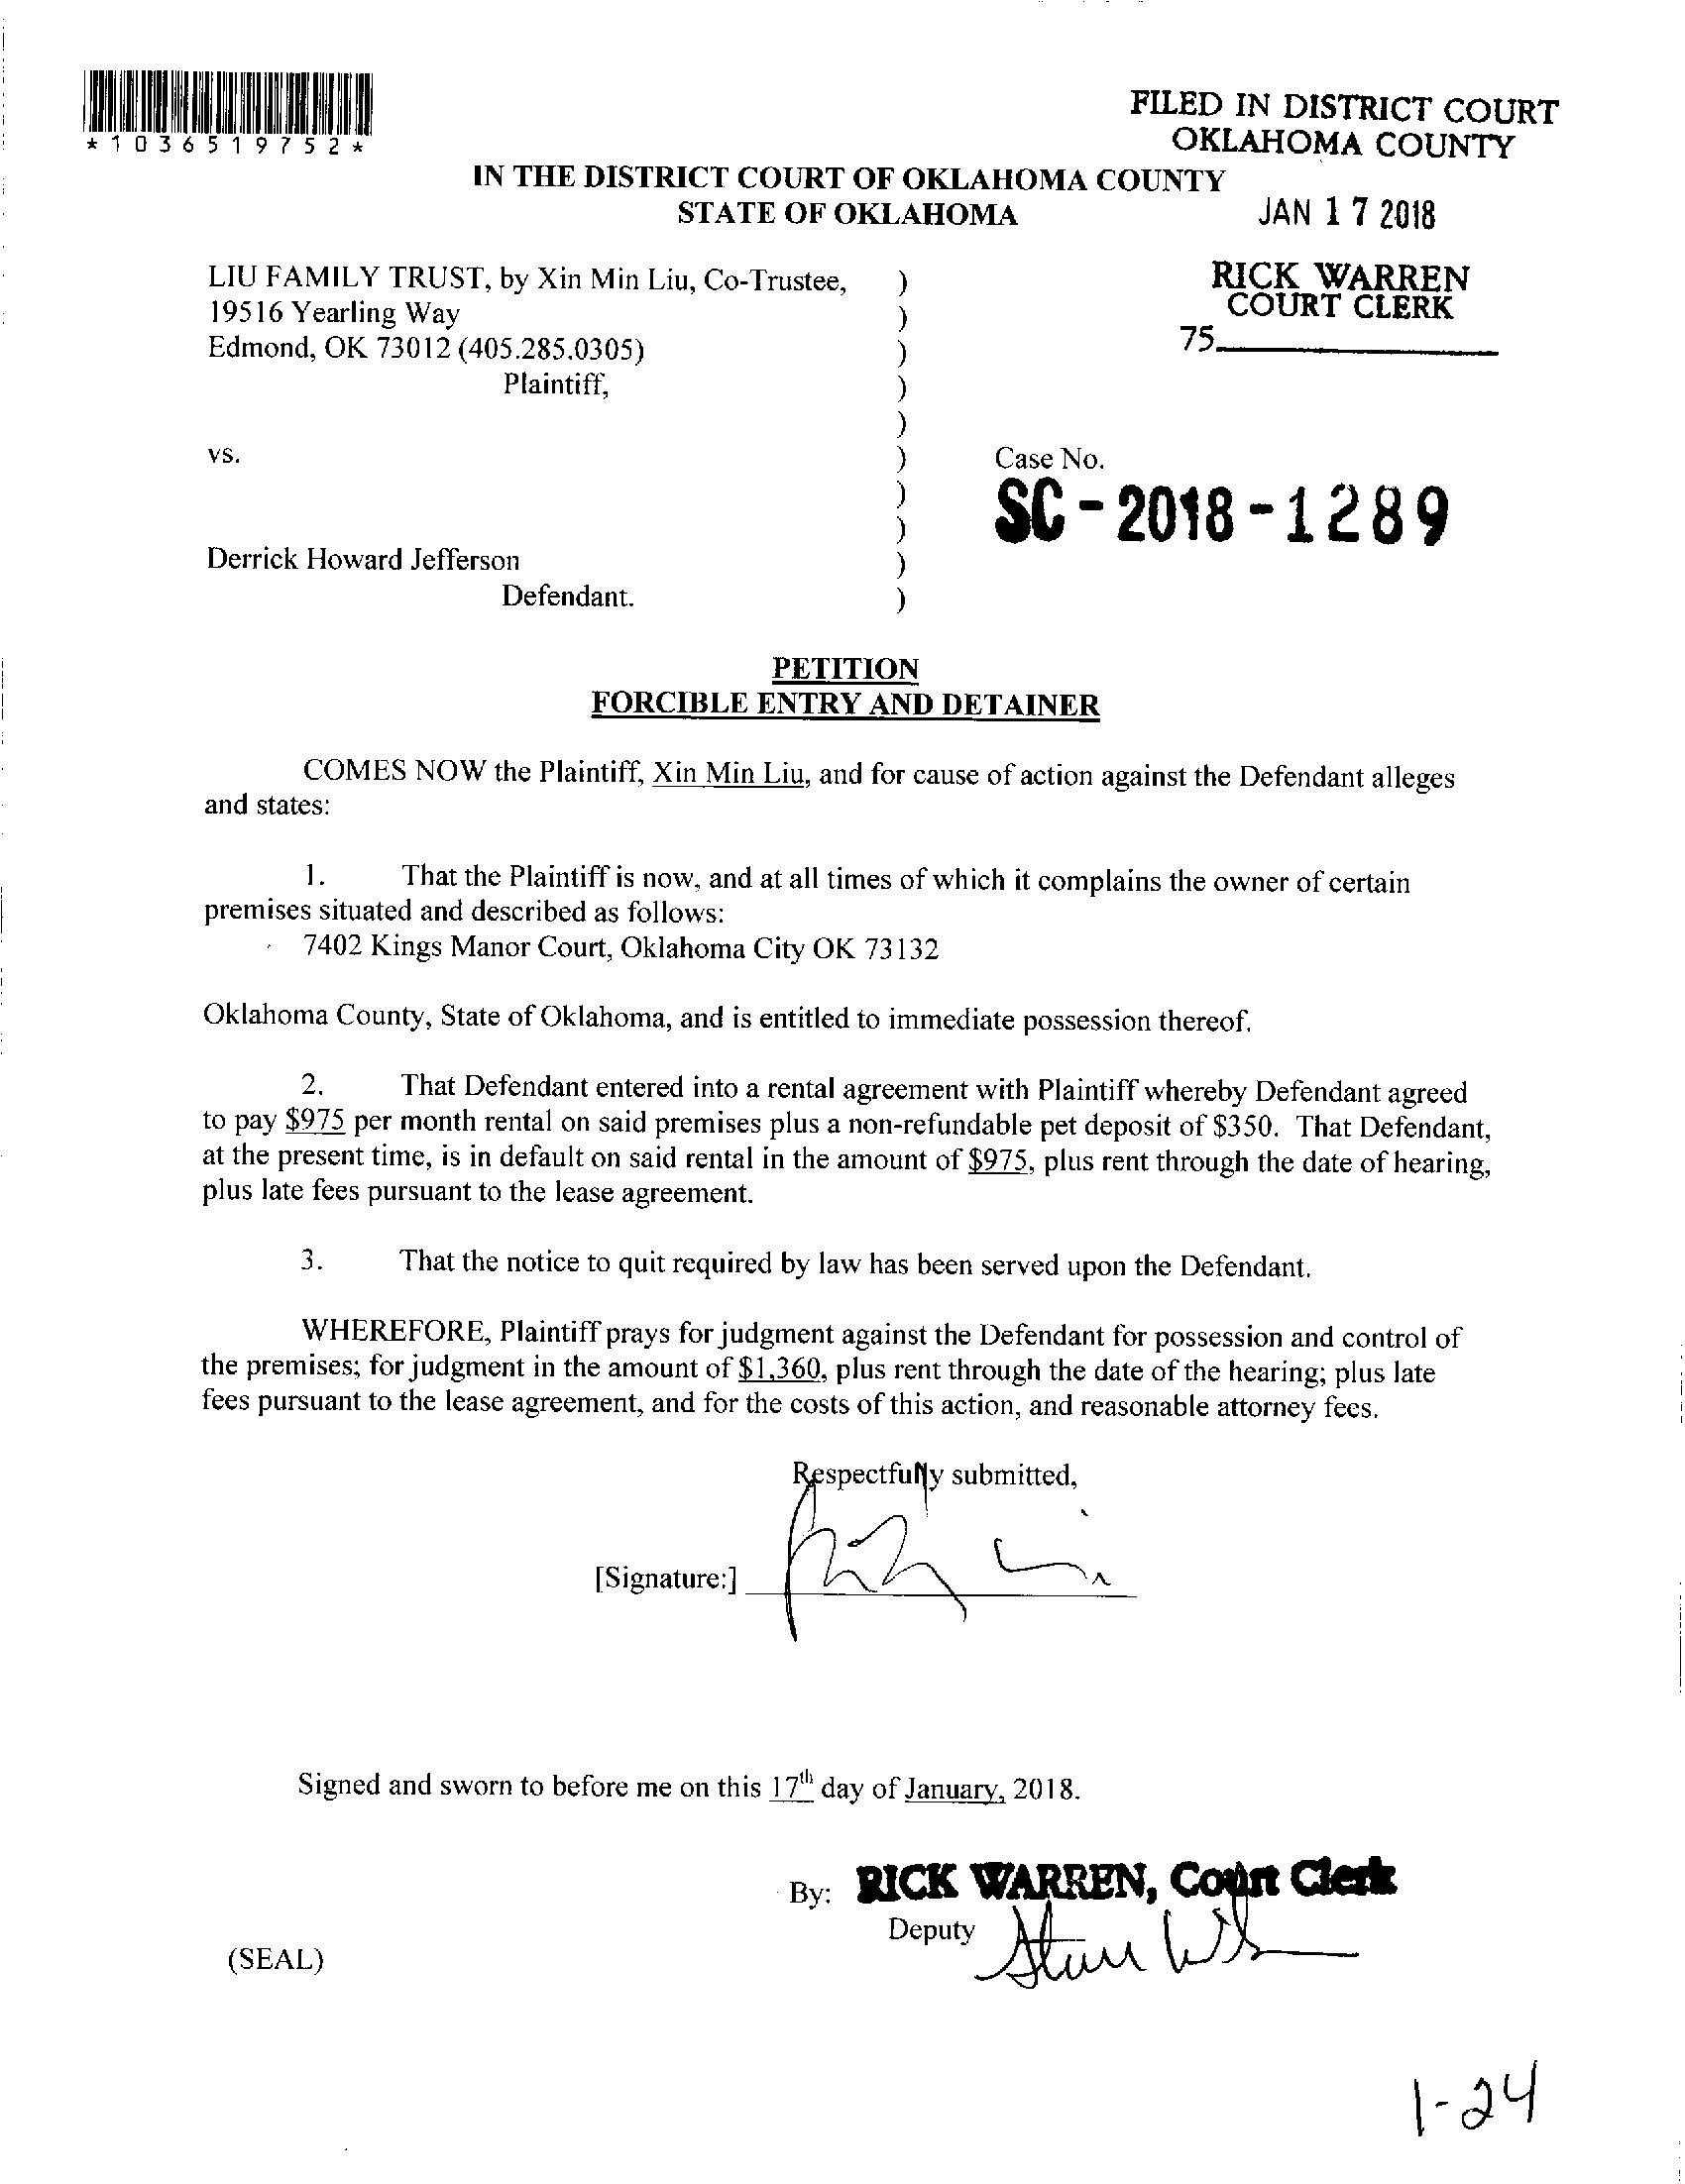 *1036519752*
FILED IN DISTRICT COURT
OKLAHOMA COUNTY
IN THE DISTRICT COURT OF OKLAHOMA COUNTY
STATE OF OKLAHOMA
JAN 17 2018
RICK WARREN
COURT CLERK
75
LIU FAMILY TRUST, by Xin Min Liu, Co-Trustee, )
19516 Yearling Way )
Edmond, OK 73012 (405.285.0305) )
Plaintiff, )
)
vs. )
Case No.
)
SC-2018-1289
)
Derrick Howard Jefferson )
Defendant. )
PETITION
FORCIBLE ENTRY AND DETAINER
COMES NOW the Plaintiff, Xin Min Liu, and for cause of action against the Defendant alleges
and states:
1. That the Plaintiff is now, and at all times of which it complains the owner of certain
premises situated and described as follows:
7402 Kings Manor Court, Oklahoma City OK 73132
Oklahoma County, State of Oklahoma, and is entitled to immediate possession thereof.
2. That Defendant entered into a rental agreement with Plaintiff whereby Defendant agreed
to pay $975 per month rental on said premises plus a non-refundable pet deposit of $350. That Defendant,
at the present time, is in default on said rental in the amount of $975, plus rent through the date of hearing,
plus late fees pursuant to the lease agreement.
3. That the notice to quit required by law has been served upon the Defendant.
WHEREFORE, Plaintiff prays for judgment against the Defendant for possession and control of
the premises; for judgment in the amount of $1,360, plus rent through the date of the hearing; plus late
fees pursuant to the lease agreement, and for the costs of this action, and reasonable attorney fees.
Respectfully submitted,
[Signature:]
Signed and sworn to before me on this 17th day of January, 2018.
By: RICK WARREN, Court Clerk
Deputy
(SEAL)
1-24